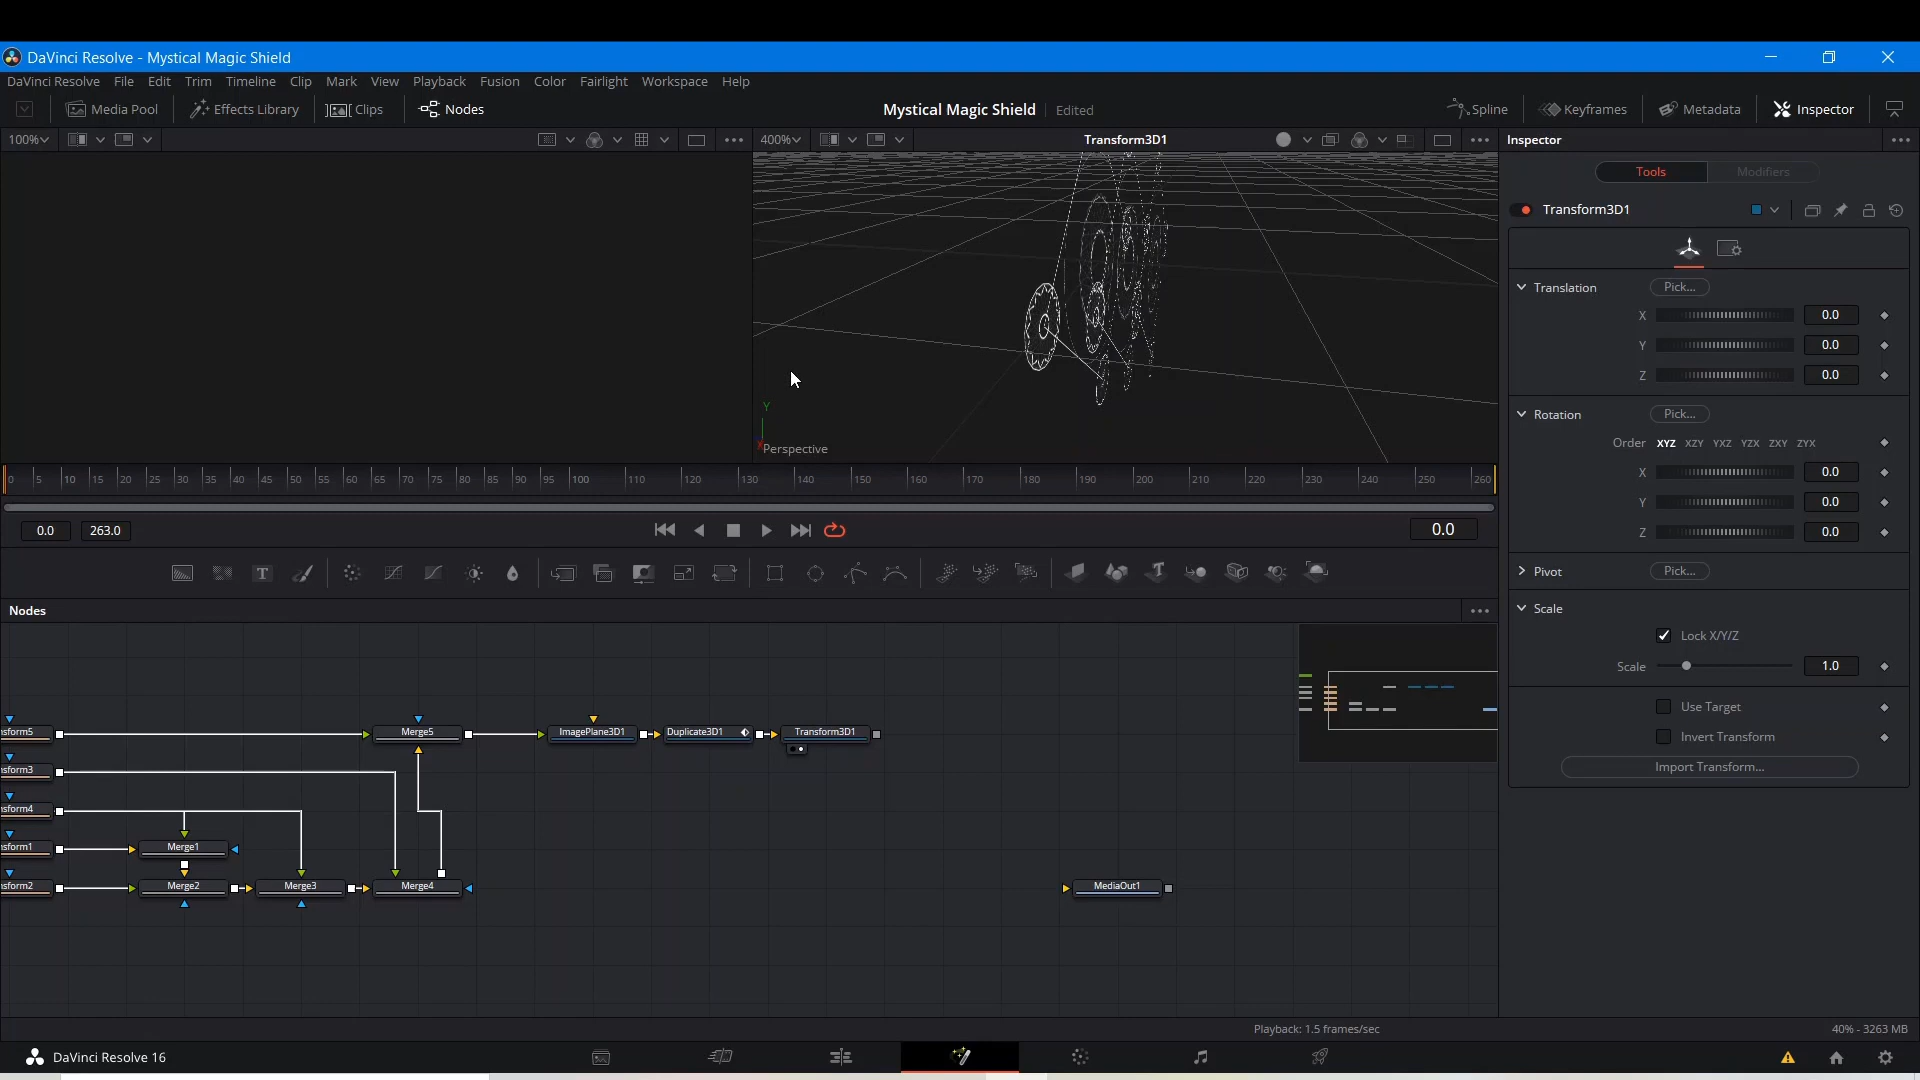 DaVinci Resolve - Mystical Magic Shield
DaVinci Resolve File Edit Trim Timeline Clip Mark View Playback Fusion Color Fairlight Workspace Help
Media Pool Effects Library Clips Nodes Mystical Magic Shield Edited Spline Keyframes Metadata Inspector
100% 400% Transform3D1 Inspector
Tools Modifiers
Transform3D1
Translation Pick...
X 0.0
Y 0.0
Z 0.0
Rotation Pick...
Order XYZ XZY YXZ YZX ZXY ZYX
X 0.0
Y 0.0
Z 0.0
Pivot Pick...
Scale
Lock X/Y/Z
Scale 1.0
Use Target
Invert Transform
Import Transform...
Y
X
Perspective
0 5 10 15 20 25 30 35 40 45 50 55 60 65 70 75 80 85 90 95 100 110 120 130 140 150 160 170 180 190 200 210 220 230 240 250 260
0.0 263.0 0.0
Nodes
nsform5 Merge5 ImagePlane3D1 Duplicate3D1 Transform3D1
nsform3
nsform4
nsform1 Merge1
nsform2 Merge2 Merge3 Merge4 MediaOut1
Playback: 1.5 frames/sec 40% - 3263 MB
DaVinci Resolve 16